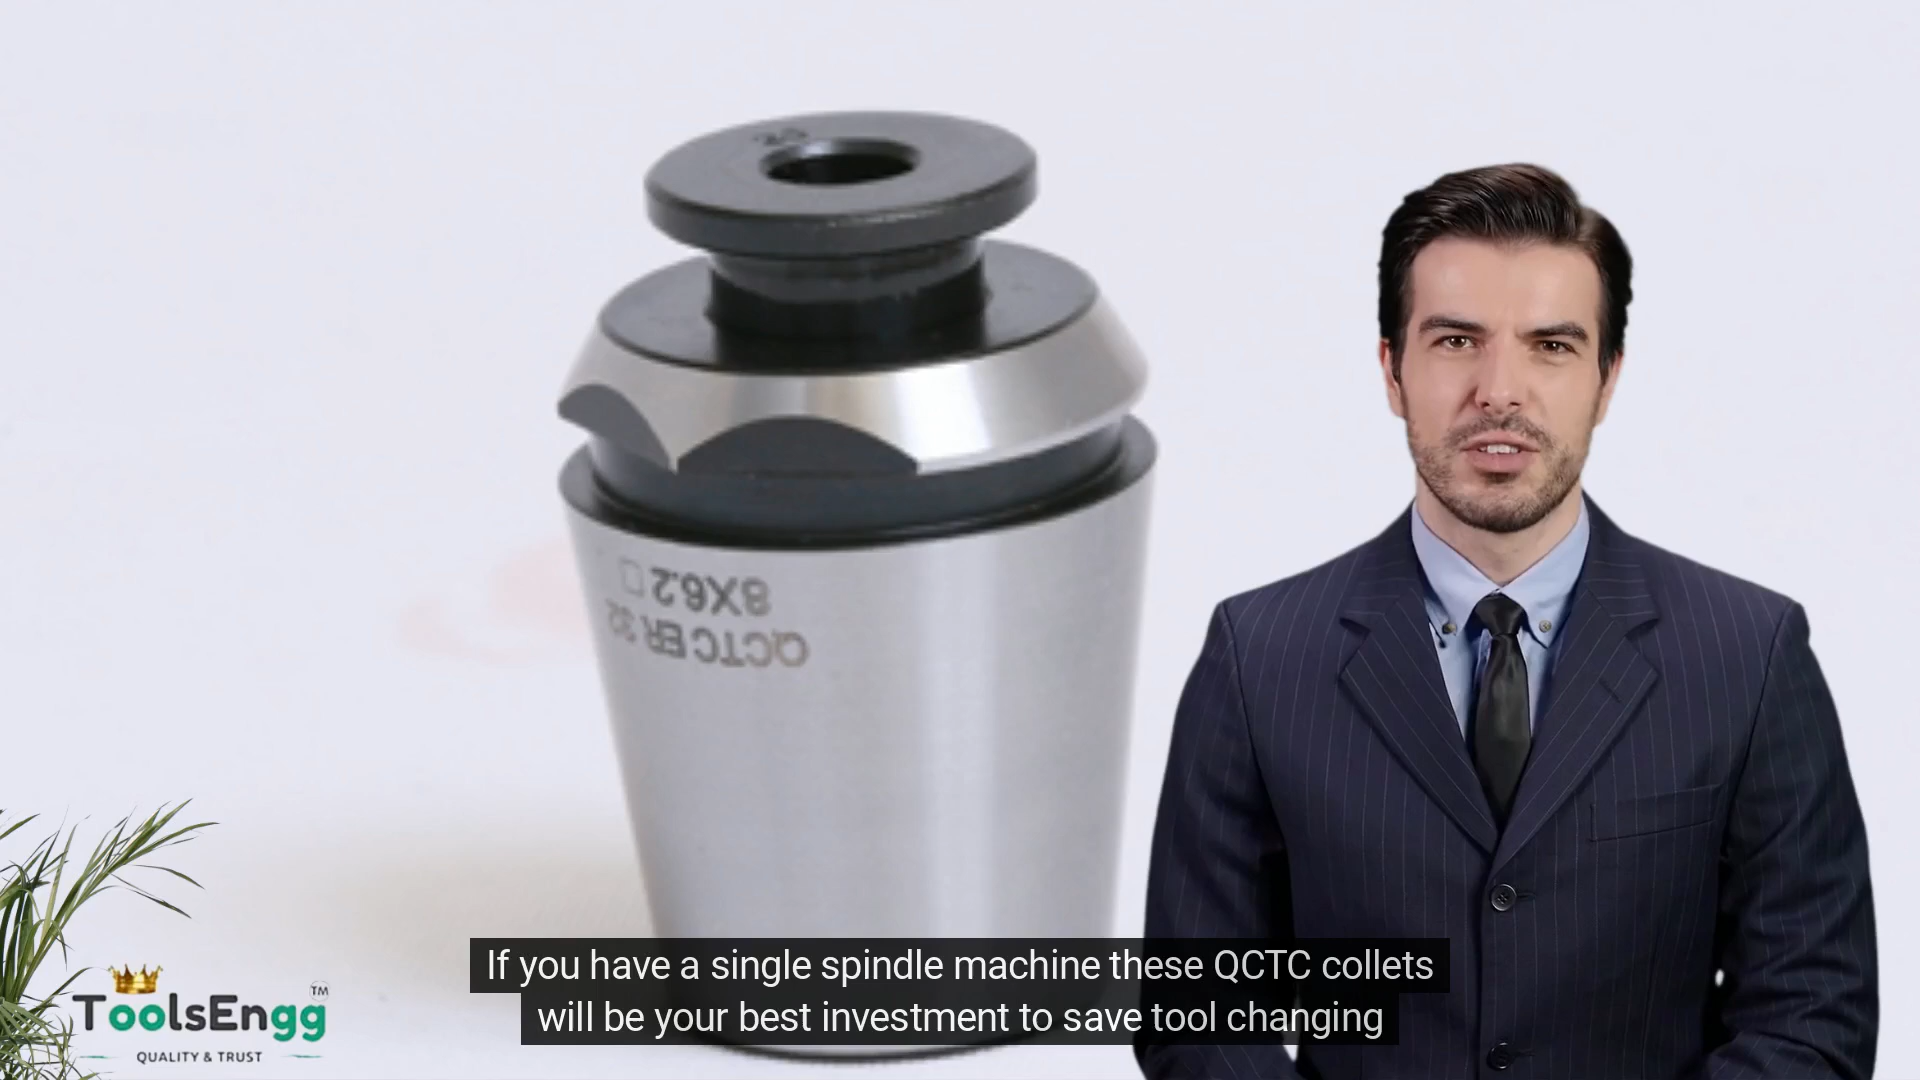 8X6.2 □
QCTC ER 32
If you have a single spindle machine these QCTC collets
will be your best investment to save tool changing
ToolsEngg
TM
QUALITY & TRUST